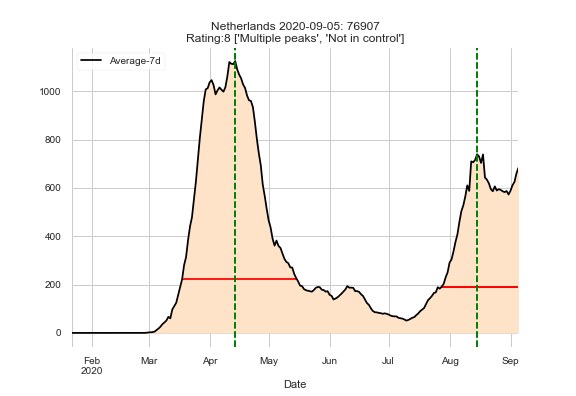 Netherlands 2020-09-05: 76907
Rating:8 ['Multiple peaks', 'Not in control']
Average-7d
1000
800
600
400
200
0
Feb Mar Apr May Jun Jul Aug Sep
2020
Date